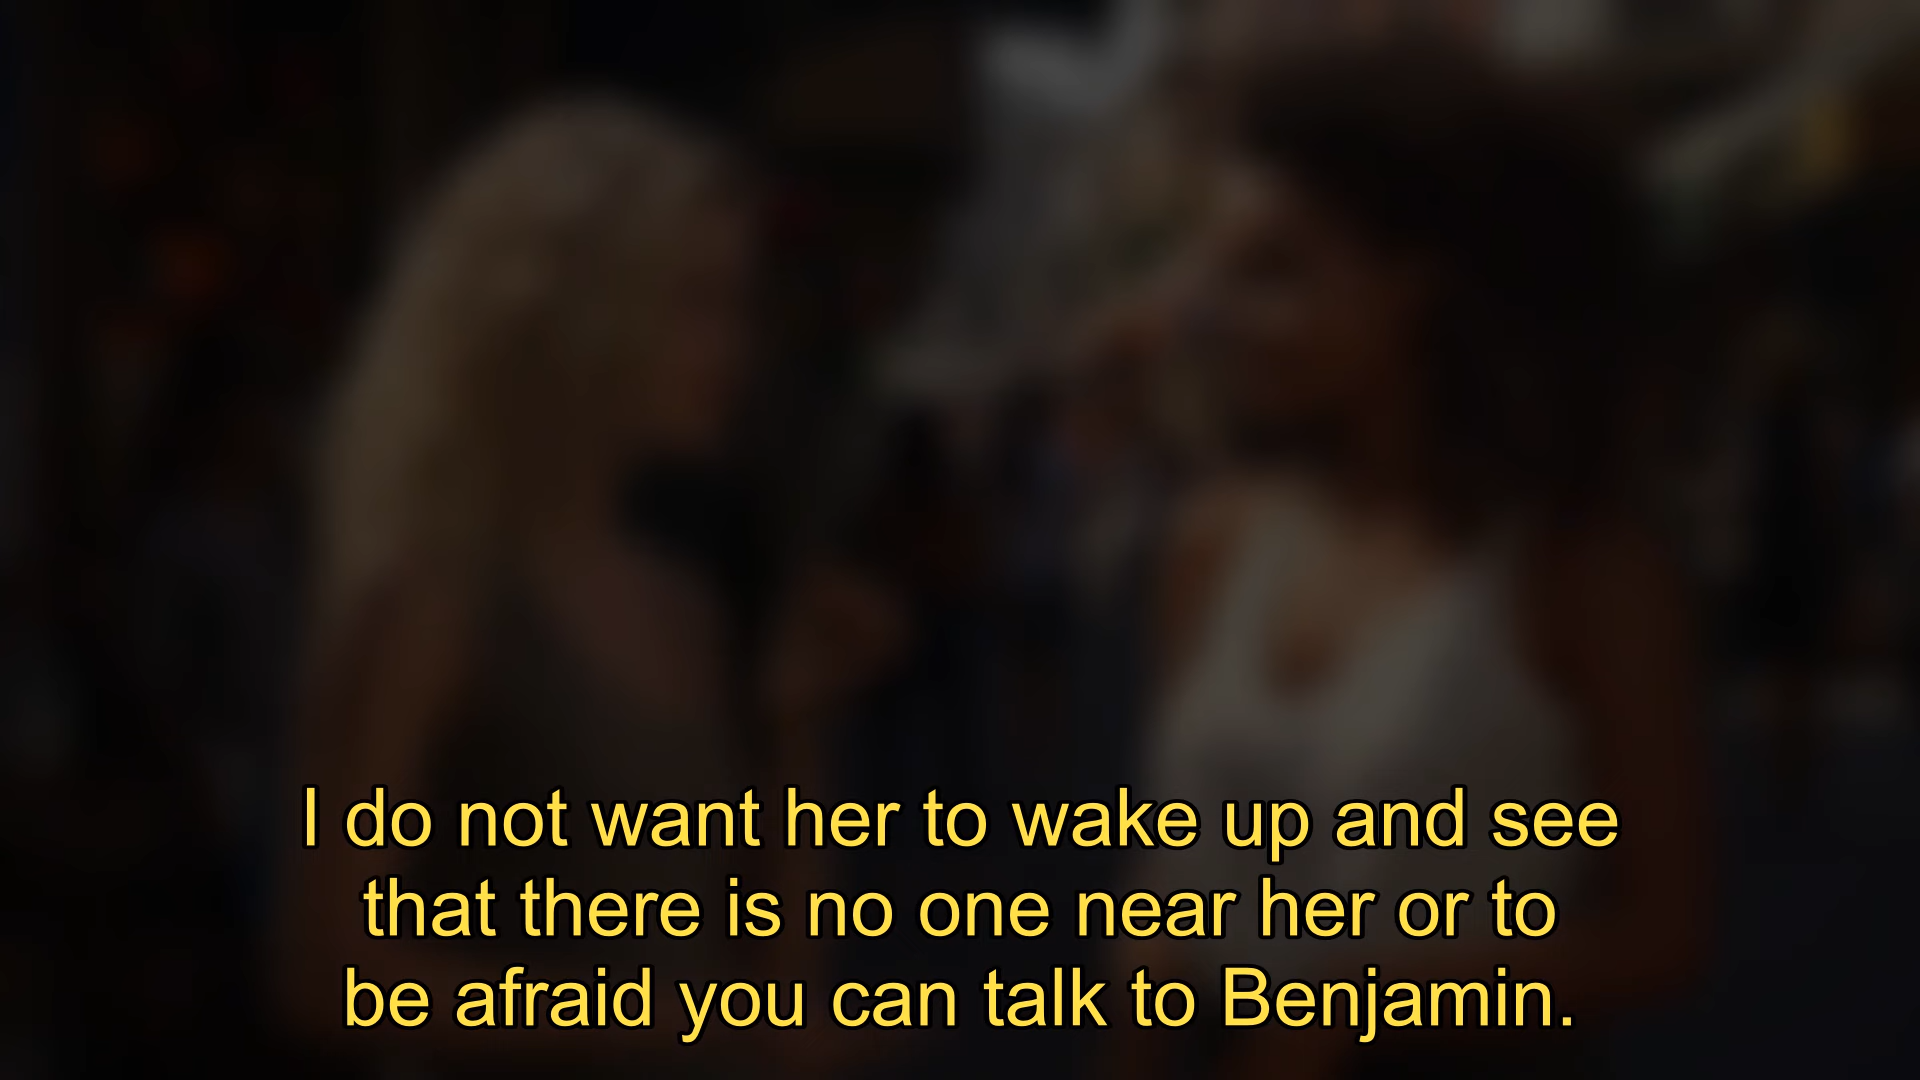 I do not want her to wake up and see
that there is no one near her or to
be afraid you can talk to Benjamin.